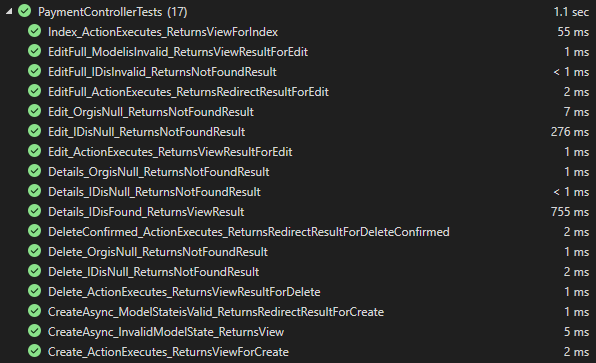 PaymentControllerTests (17) 1.1 sec
Index_ActionExecutes_ReturnsViewForIndex 55 ms
EditFull_ModelisInvalid_ReturnsViewResultForEdit 1 ms
EditFull_IDisInvalid_ReturnsNotFoundResult < 1 ms
EditFull_ActionExecutes_ReturnsRedirectResultForEdit 2 ms
Edit_OrgisNull_ReturnsNotFoundResult 7 ms
Edit_IDisNull_ReturnsNotFoundResult 276 ms
Edit_ActionExecutes_ReturnsViewResultForEdit 1 ms
Details_OrgisNull_ReturnsNotFoundResult 1 ms
Details_IDisNull_ReturnsNotFoundResult < 1 ms
Details_IDisFound_ReturnsViewResult 755 ms
DeleteConfirmed_ActionExecutes_ReturnsRedirectResultForDeleteConfirmed 2 ms
Delete_OrgisNull_ReturnsNotFoundResult 1 ms
Delete_IDisNull_ReturnsNotFoundResult 2 ms
Delete_ActionExecutes_ReturnsViewResultForDelete 1 ms
CreateAsync_ModelStateisValid_ReturnsRedirectResultForCreate 1 ms
CreateAsync_InvalidModelState_ReturnsView 5 ms
Create_ActionExecutes_ReturnsViewForCreate 2 ms